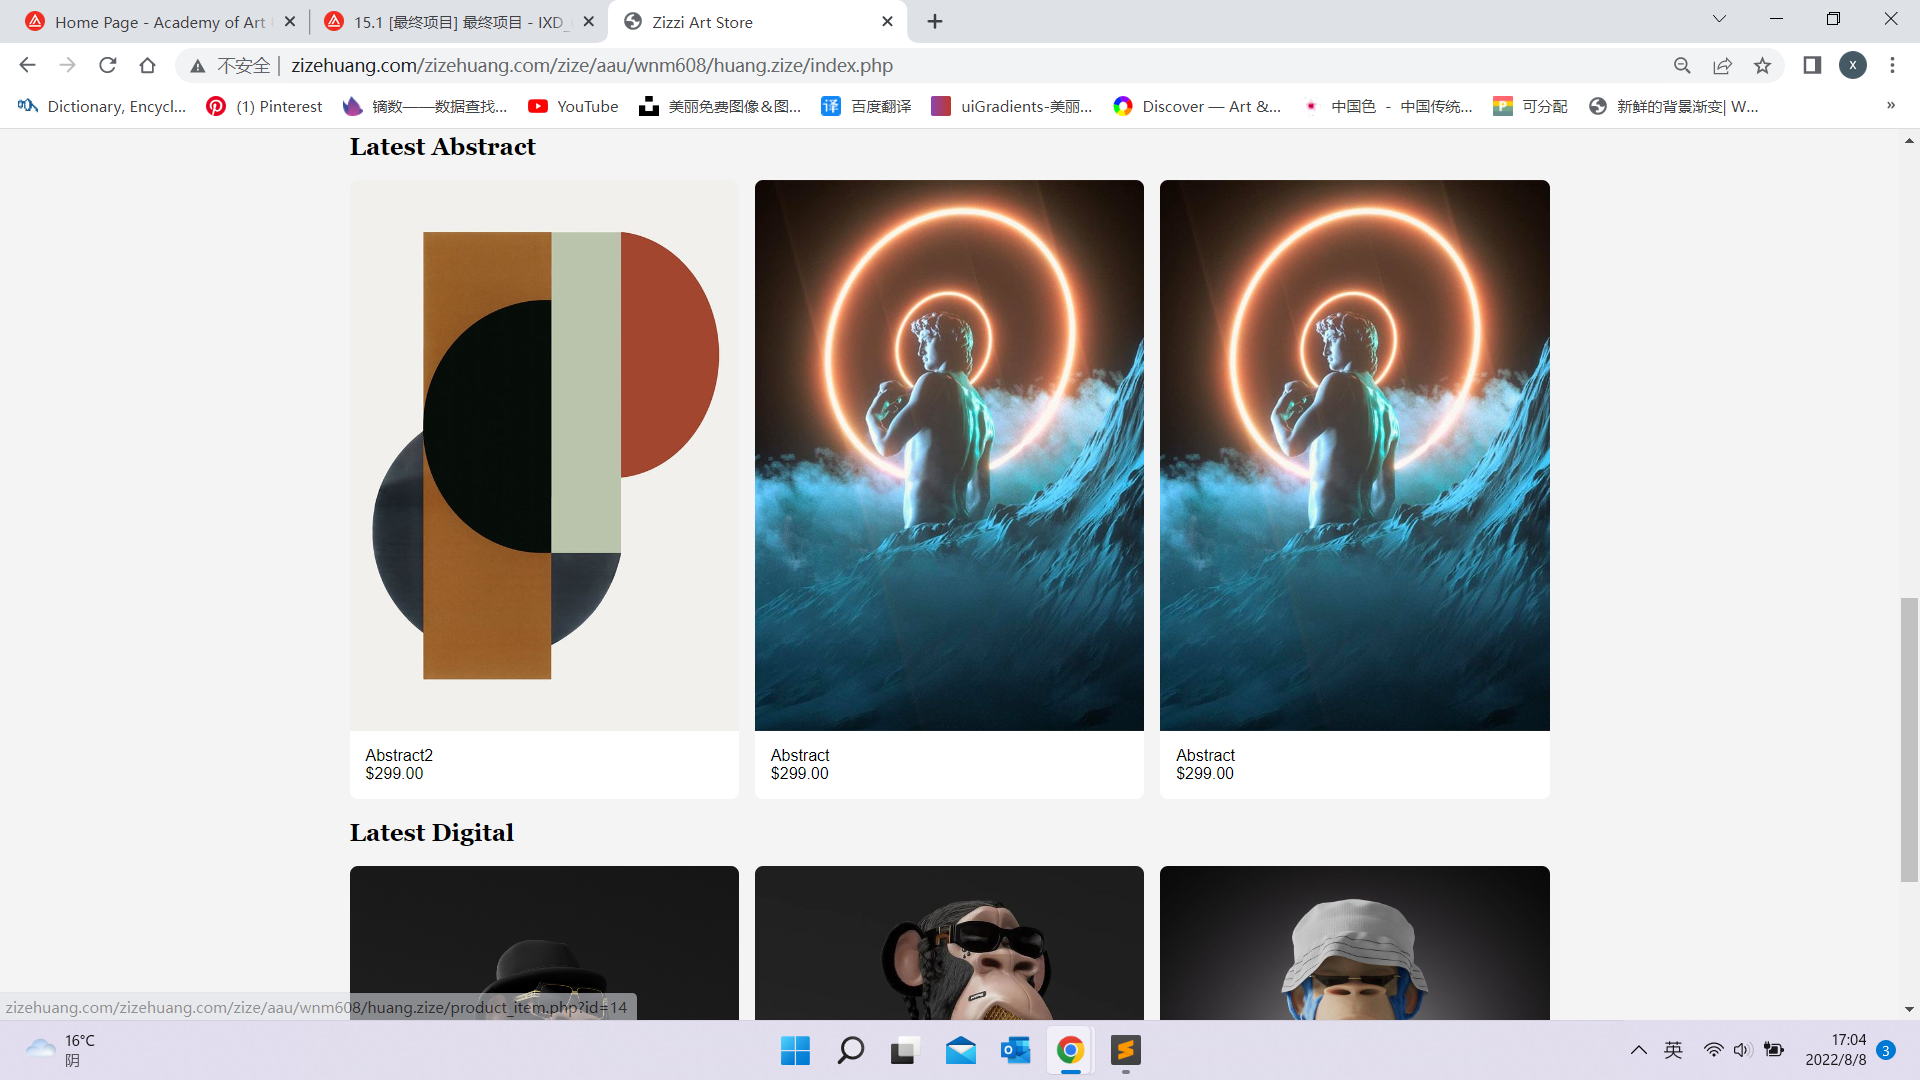 Home Page - Academy of Art
15.1 [最终项目] 最终项目 - IXD_
Zizzi Art Store
不安全
zizehuang.com/zizehuang.com/zize/aau/wnm608/huang.zize/index.php
X
Dictionary, Encycl...
(1) Pinterest
镝数——数据查找...
YouTube
美丽免费图像&图...
译
百度翻译
uiGradients-美丽...
Discover — Art &...
中国色 - 中国传统...
P
可分配
新鲜的背景渐变| W...
»
Latest Abstract
Abstract2
$299.00
Abstract
$299.00
Abstract
$299.00
Latest Digital
zizehuang.com/zizehuang.com/zize/aau/wnm608/huang.zize/product_item.php?id=14
16°C
阴
英
17:04
2022/8/8
3